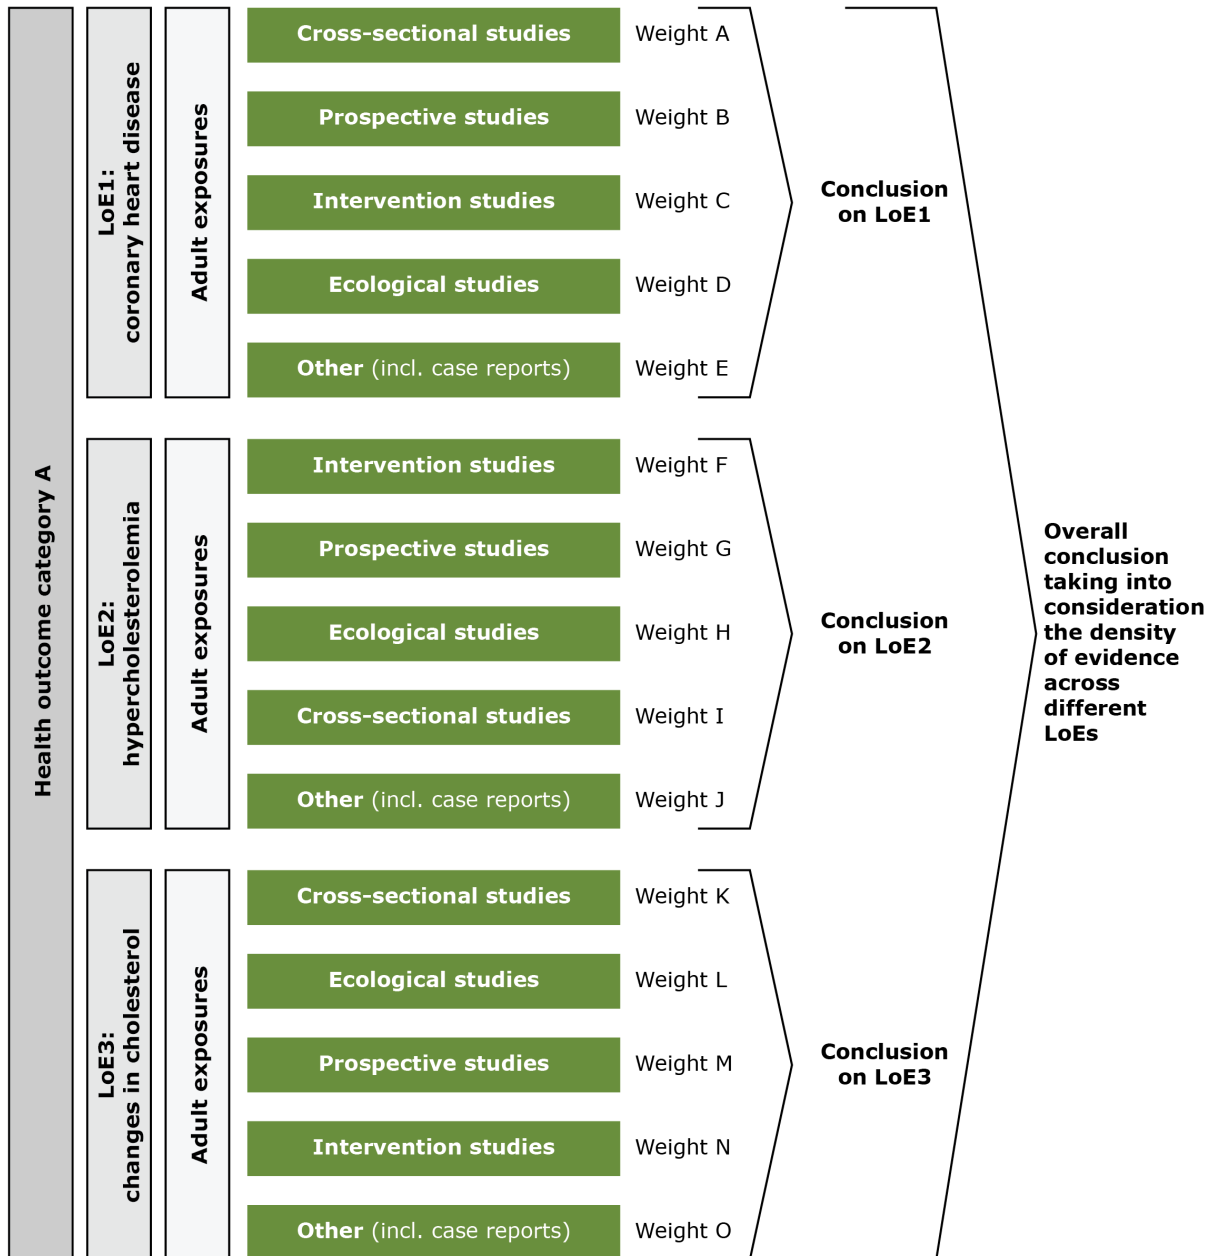 Health outcome category A
LoE1:
coronary heart disease
Adult exposures
Cross-sectional studies
Weight A
Prospective studies
Weight B
Intervention studies
Weight C
Ecological studies
Weight D
Other (incl. case reports)
Weight E
Conclusion
on LoE1
LoE2:
hypercholesterolemia
Adult exposures
Intervention studies
Weight F
Prospective studies
Weight G
Ecological studies
Weight H
Cross-sectional studies
Weight I
Other (incl. case reports)
Weight J
Conclusion
on LoE2
LoE3:
changes in cholesterol
Adult exposures
Cross-sectional studies
Weight K
Ecological studies
Weight L
Prospective studies
Weight M
Intervention studies
Weight N
Other (incl. case reports)
Weight O
Conclusion
on LoE3
Overall
conclusion
taking into
consideration
the density
of evidence
across
different
LoEs